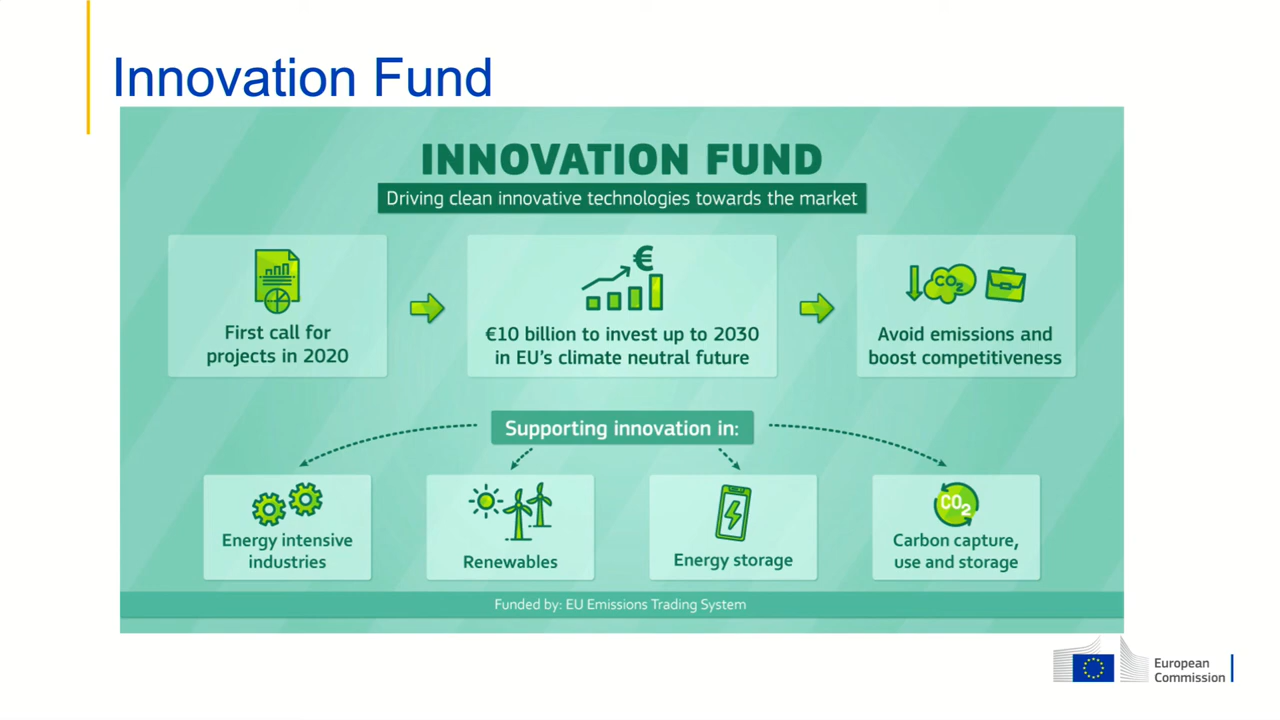 Innovation Fund
INNOVATION FUND
Driving clean innovative technologies towards the market
First call for
projects in 2020
€
€10 billion to invest up to 2030
in EU's climate neutral future
CO2
Avoid emissions and
boost competitiveness
Supporting innovation in:
Energy intensive
industries
Renewables
Energy storage
CO2
Carbon capture,
use and storage
Funded by: EU Emissions Trading System
European
Commission